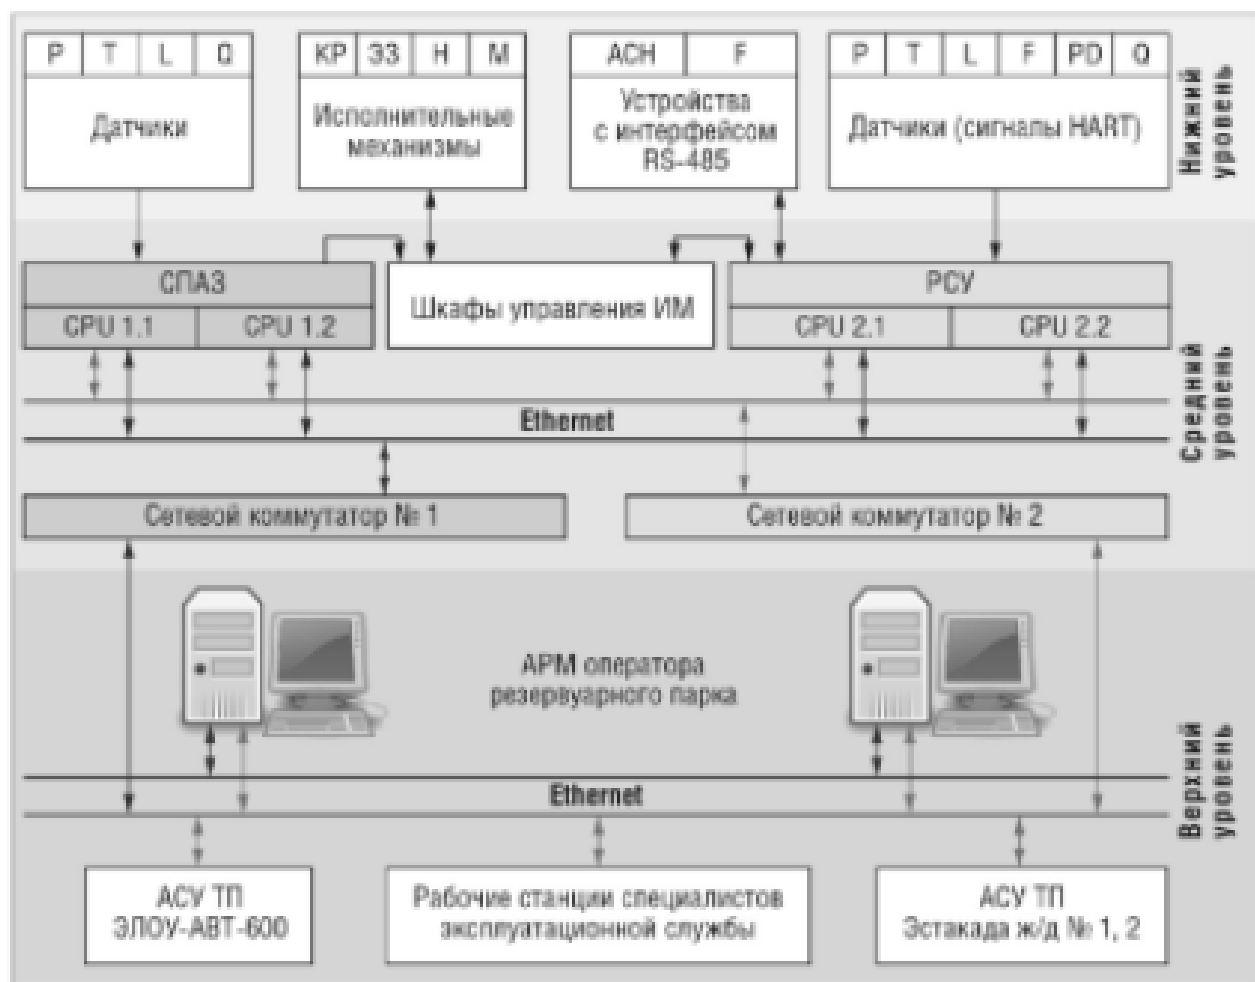 P T L Q
Датчики
КР ЭЗ Н М
Исполнительные
механизмы
АСН F
Устройства
с интерфейсом
RS-485
P T L F PD Q
Датчики (сигналы HART)
Нижний
уровень
СПАЗ
CPU 1.1 CPU 1.2
Шкафы управления ИМ
РСУ
CPU 2.1 CPU 2.2
Ethernet
Средний
уровень
Сетевой коммутатор № 1
Сетевой коммутатор № 2
АРМ оператора
резервуарного парка
Ethernet
Верхний
уровень
АСУ ТП
ЭЛОУ-АВТ-600
Рабочие станции специалистов
эксплуатационной службы
АСУ ТП
Эстакада ж/д № 1, 2